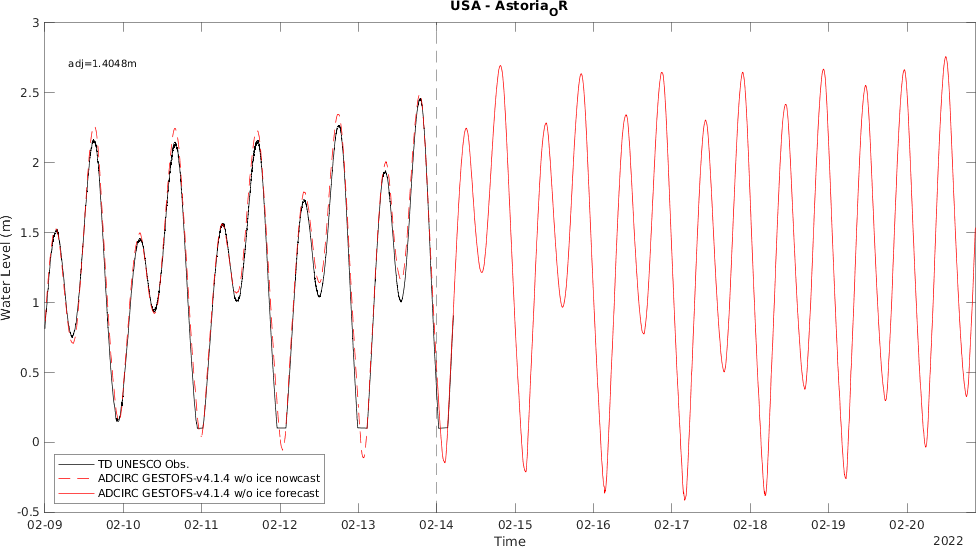 USA - AstoriaOR
adj=1.4048m
3
2.5
2
1.5
1
0.5
0
-0.5
Water Level (m)
TD UNESCO Obs.
ADCIRC GESTOFS-v4.1.4 w/o ice nowcast
ADCIRC GESTOFS-v4.1.4 w/o ice forecast
02-09 02-10 02-11 02-12 02-13 02-14 02-15 02-16 02-17 02-18 02-19 02-20
Time
2022